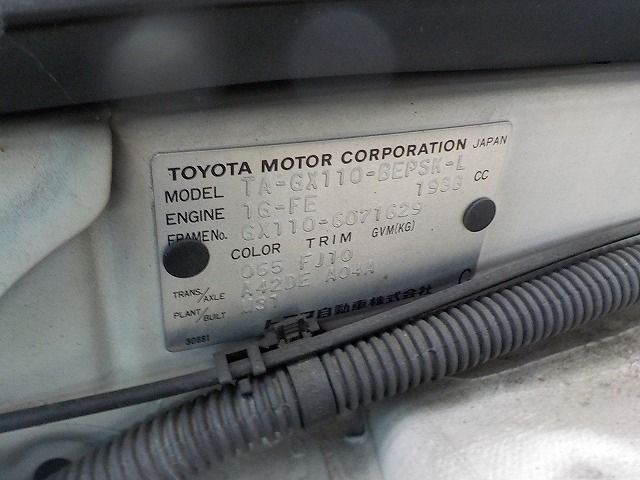 TOYOTA MOTOR CORPORATION JAPAN
MODEL TA-GX110-BEPSK-L
ENGINE 1G-FE 1988 CC
FRAME No. GX110-6071629
COLOR TRIM GVM(KG)
065 FJ10
TRANS./AXLE A42DE A04A
PLANT/BUILT
自動車株式会社
30881